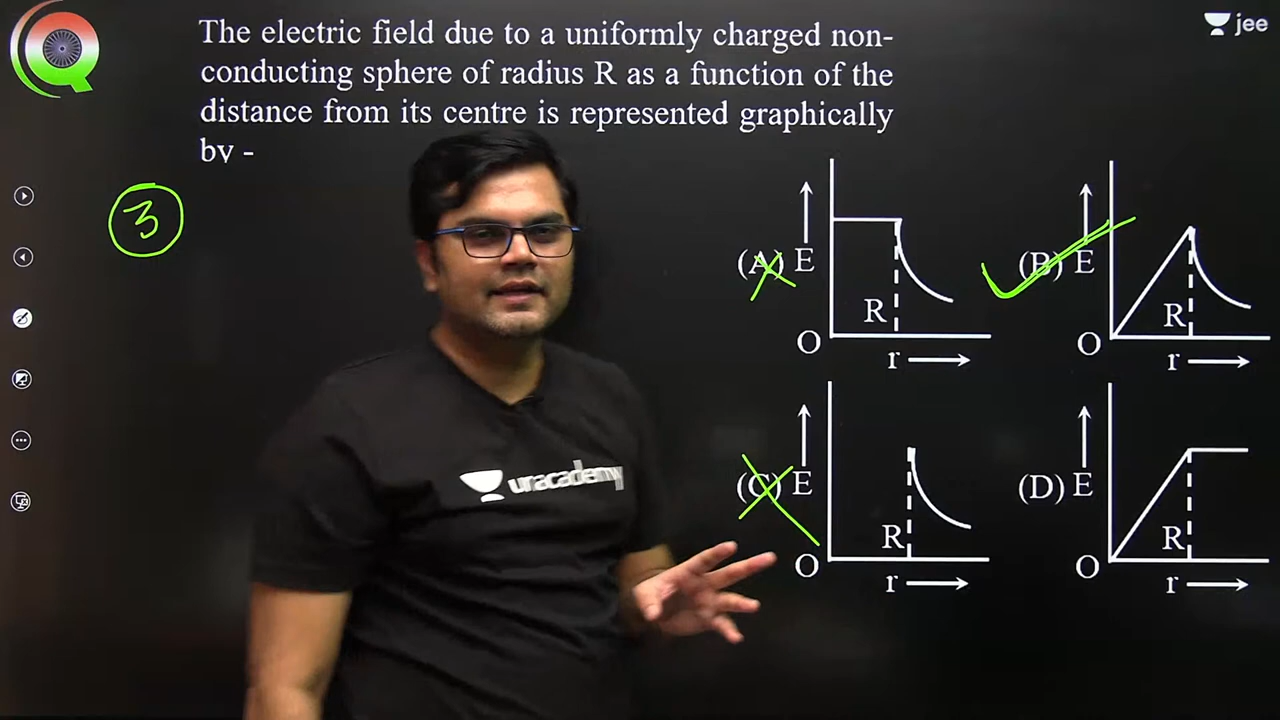 The electric field due to a uniformly charged non-
conducting sphere of radius R as a function of the
distance from its centre is represented graphically
by -
jee
3
(A) E
R
O
r
(B) E
R
O
r
uracademy
(C) E
R
O
r
(D) E
R
O
r